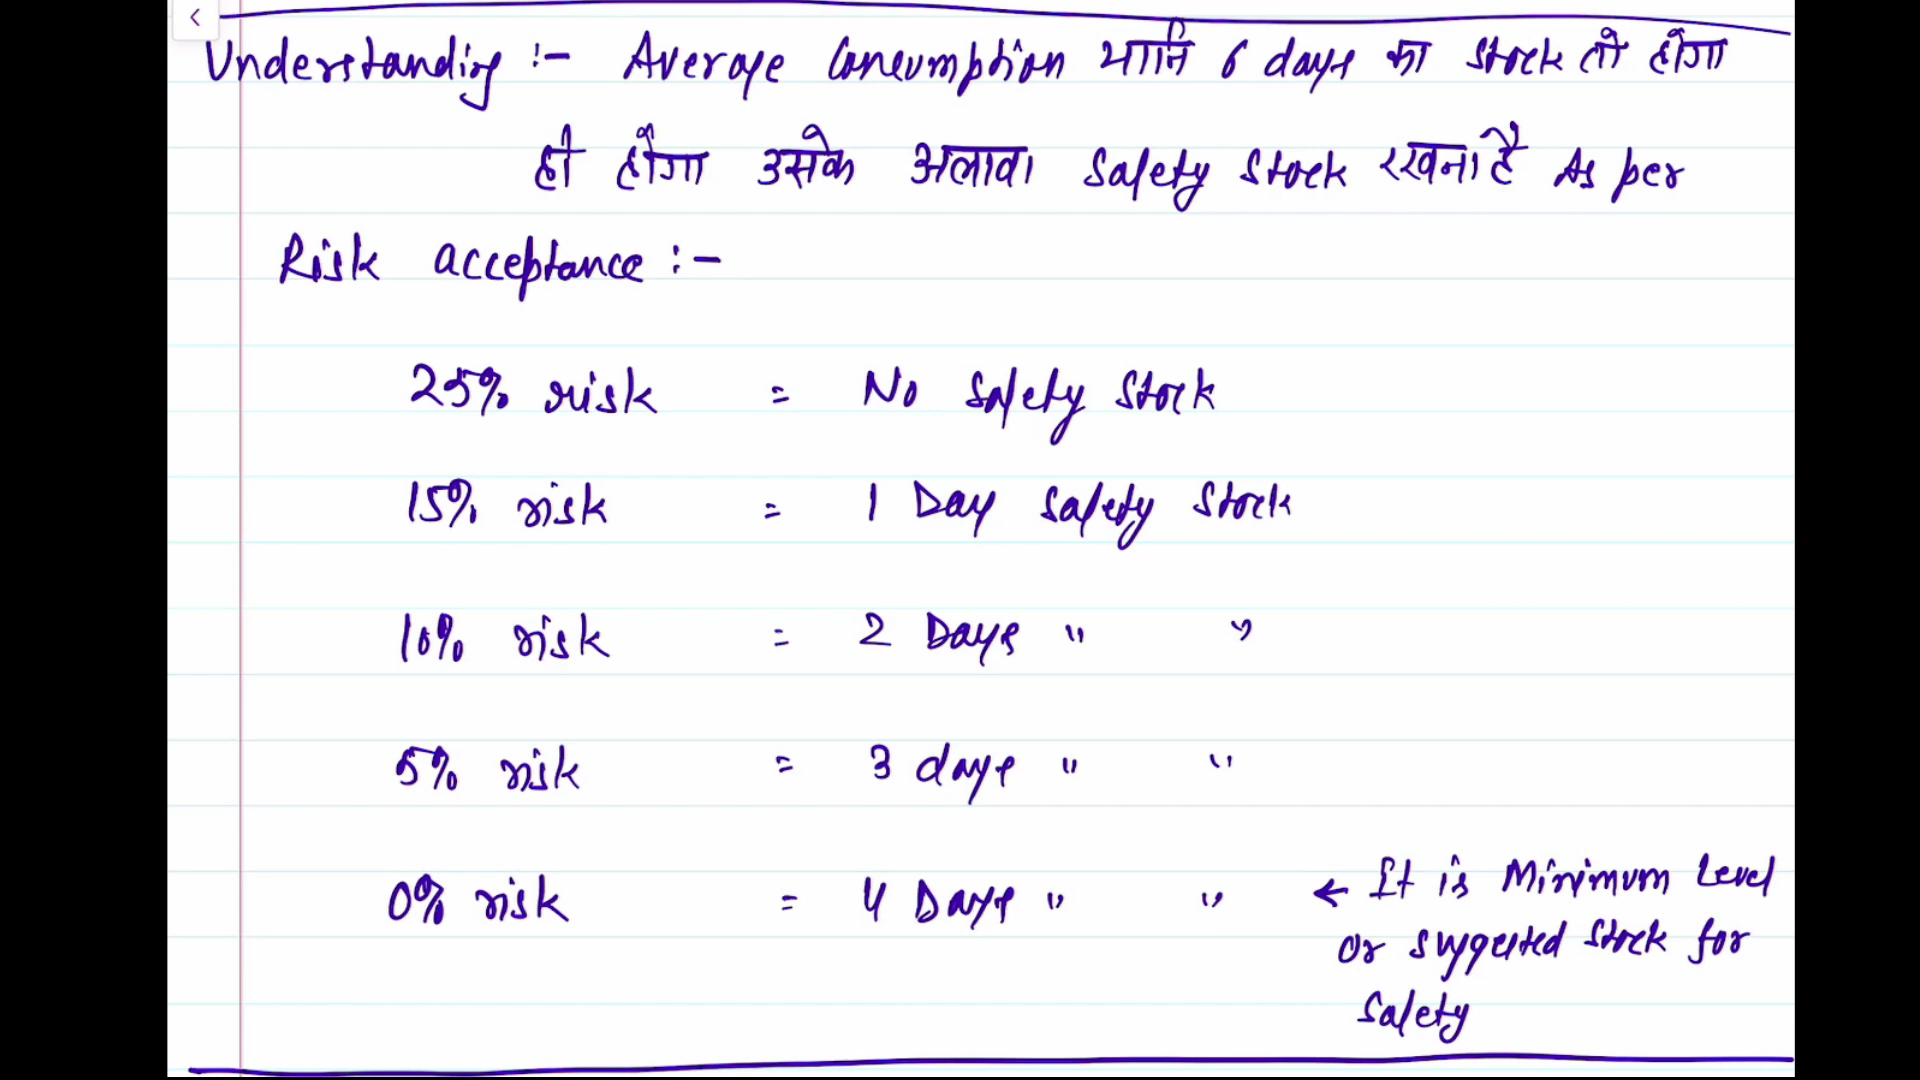 Understanding :- Average Consumption यानि 6 days का stock तो होगा
ही होगा उसके अलावा Safety Stock रखना है As per
Risk acceptance :-
25% risk = No Safety Stock
15% risk = 1 Day Safety Stock
10% risk = 2 Days " "
5% risk = 3 days " "
0% risk = 4 Days " " ← It is Minimum Level
Or suggested Stock for
Safety